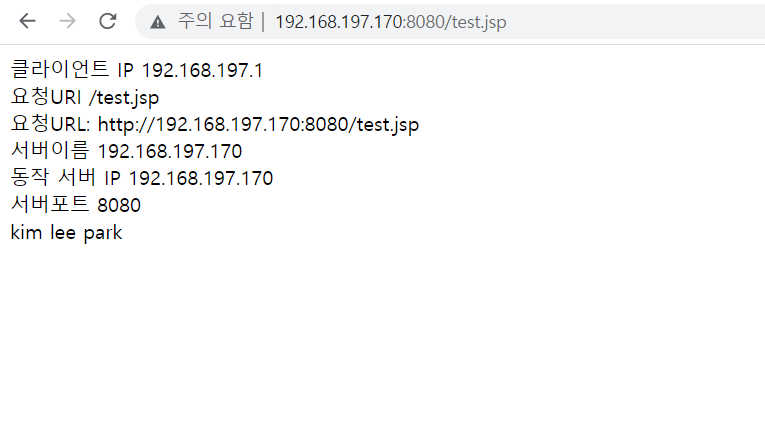 주의 요함 | 192.168.197.170:8080/test.jsp
클라이언트 IP 192.168.197.1
요청URI /test.jsp
요청URL: http://192.168.197.170:8080/test.jsp
서버이름 192.168.197.170
동작 서버 IP 192.168.197.170
서버포트 8080
kim lee park